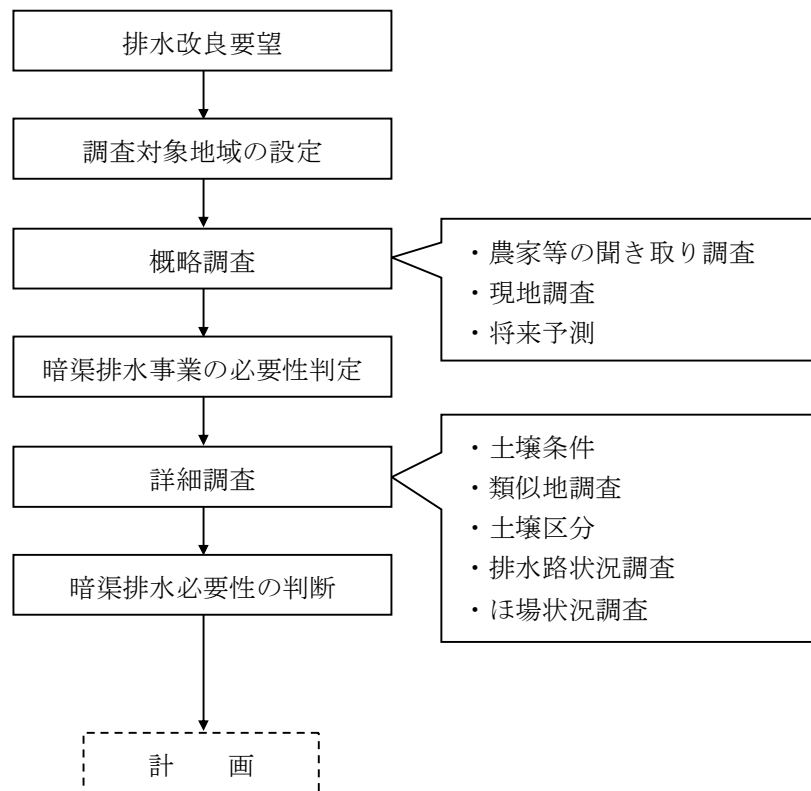 排水改良要望
調査対象地域の設定
概略調査
・農家等の聞き取り調査
・現地調査
・将来予測
暗渠排水事業の必要性判定
詳細調査
・土壌条件
・類似地調査
・土壌区分
・排水路状況調査
・ほ場状況調査
暗渠排水必要性の判断
計　　画